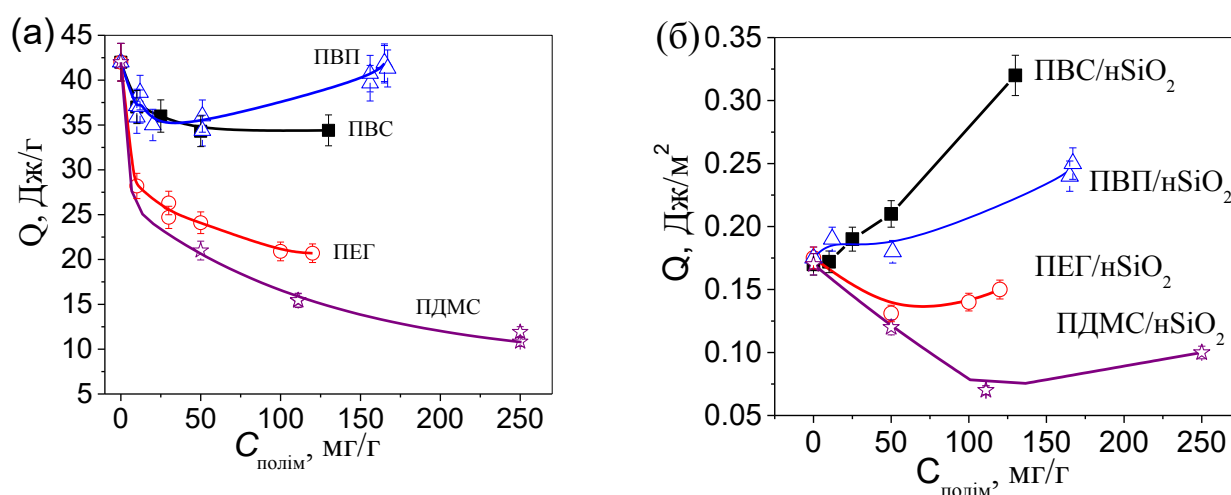 (а)
45
40
35
30
25
20
15
10
5
Q, Дж/г
ПВП
ПВС
ПЕГ
ПДМС
0 50 100 150 200 250
Cполім, мг/г
(б)
0.35
0.30
0.25
0.20
0.15
0.10
0.05
Q, Дж/м²
ПВС/нSiO₂
ПВП/нSiO₂
ПЕГ/нSiO₂
ПДМС/нSiO₂
0 50 100 150 200 250
Cполім, мг/г